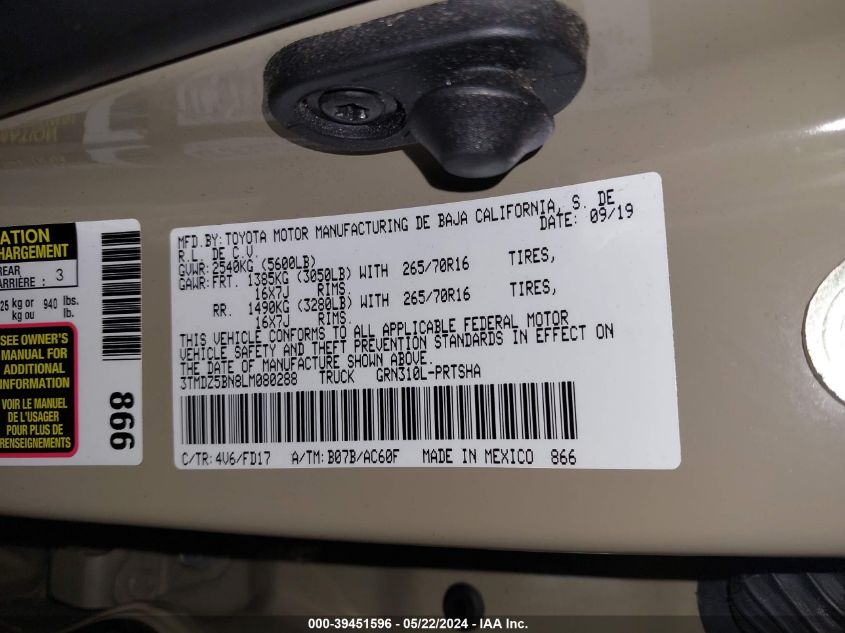 ATION
HARGEMENT
REAR
ARRIÈRE : 3
25 kg or 940 lbs.
kg ou lb.
SEE OWNER'S
MANUAL FOR
ADDITIONAL
INFORMATION
VOIR LE MANUEL
DE L'USAGER
POUR PLUS DE
RENSEIGNEMENTS
866
MFD.BY:TOYOTA MOTOR MANUFACTURING DE BAJA CALIFORNIA, S. DE
R.L. DE C.V. DATE: 09/19
GVWR:2540KG (5600LB)
GAWR:FRT. 1385KG (3050LB) WITH 265/70R16 TIRES,
16X7J RIMS.
RR. 1490KG (3280LB) WITH 265/70R16 TIRES,
16X7J RIMS.
THIS VEHICLE CONFORMS TO ALL APPLICABLE FEDERAL MOTOR
VEHICLE SAFETY AND THEFT PREVENTION STANDARDS IN EFFECT ON
THE DATE OF MANUFACTURE SHOWN ABOVE.
3TMDZ5BN8LM080288 TRUCK GRN310L-PRTSHA
C/TR:4V6/FD17 A/TM:B07B/AC60F MADE IN MEXICO 866
000-39451596 - 05/22/2024 - IAA Inc.